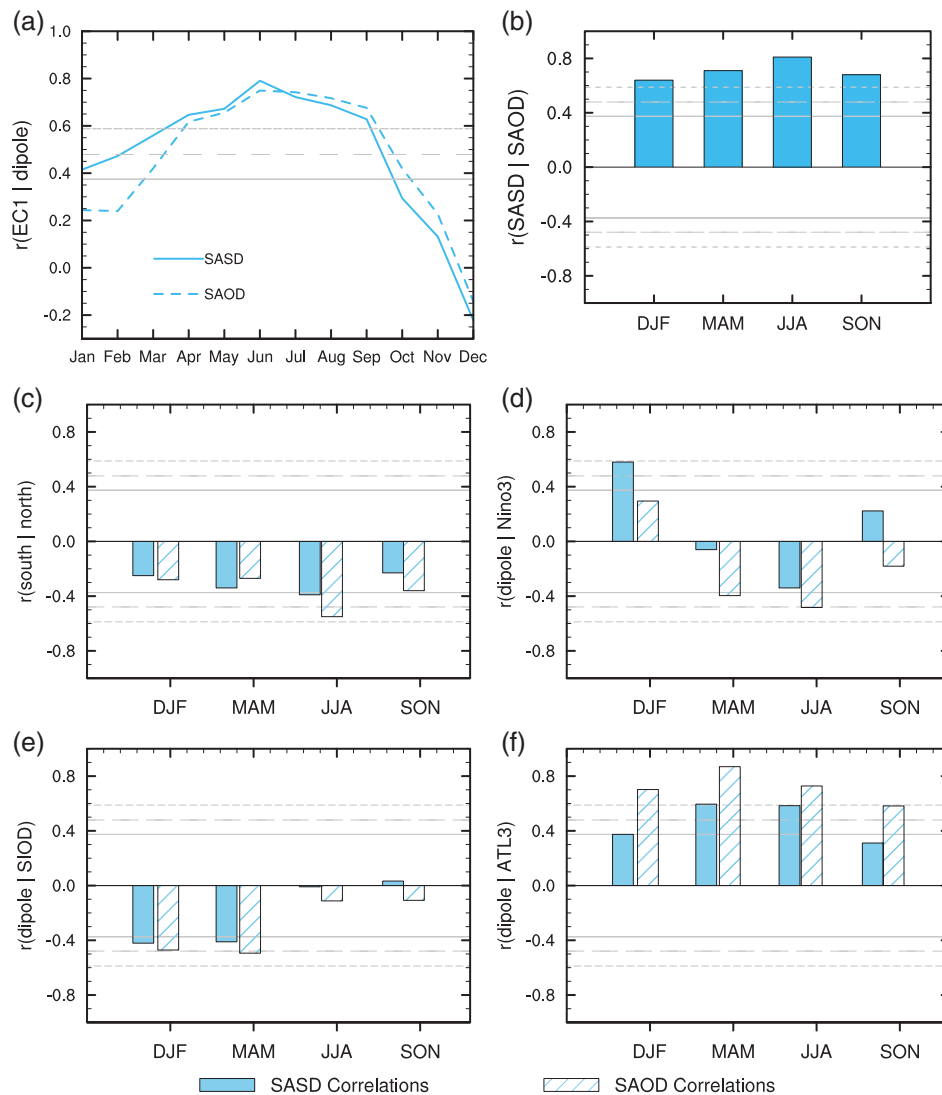 (a)
1.0
0.8
0.6
0.4
0.2
0.0
-0.2
r(EC1 | dipole)
SASD
SAOD
Jan Feb Mar Apr May Jun Jul Aug Sep Oct Nov Dec
(b)
0.8
0.4
0.0
-0.4
-0.8
r(SASD | SAOD)
DJF MAM JJA SON
(c)
0.8
0.4
0.0
-0.4
-0.8
r(south | north)
DJF MAM JJA SON
(d)
0.8
0.4
0.0
-0.4
-0.8
r(dipole | Nino3)
DJF MAM JJA SON
(e)
0.8
0.4
0.0
-0.4
-0.8
r(dipole | SIOD)
DJF MAM JJA SON
(f)
0.8
0.4
0.0
-0.4
-0.8
r(dipole | ATL3)
DJF MAM JJA SON
SASD Correlations
SAOD Correlations